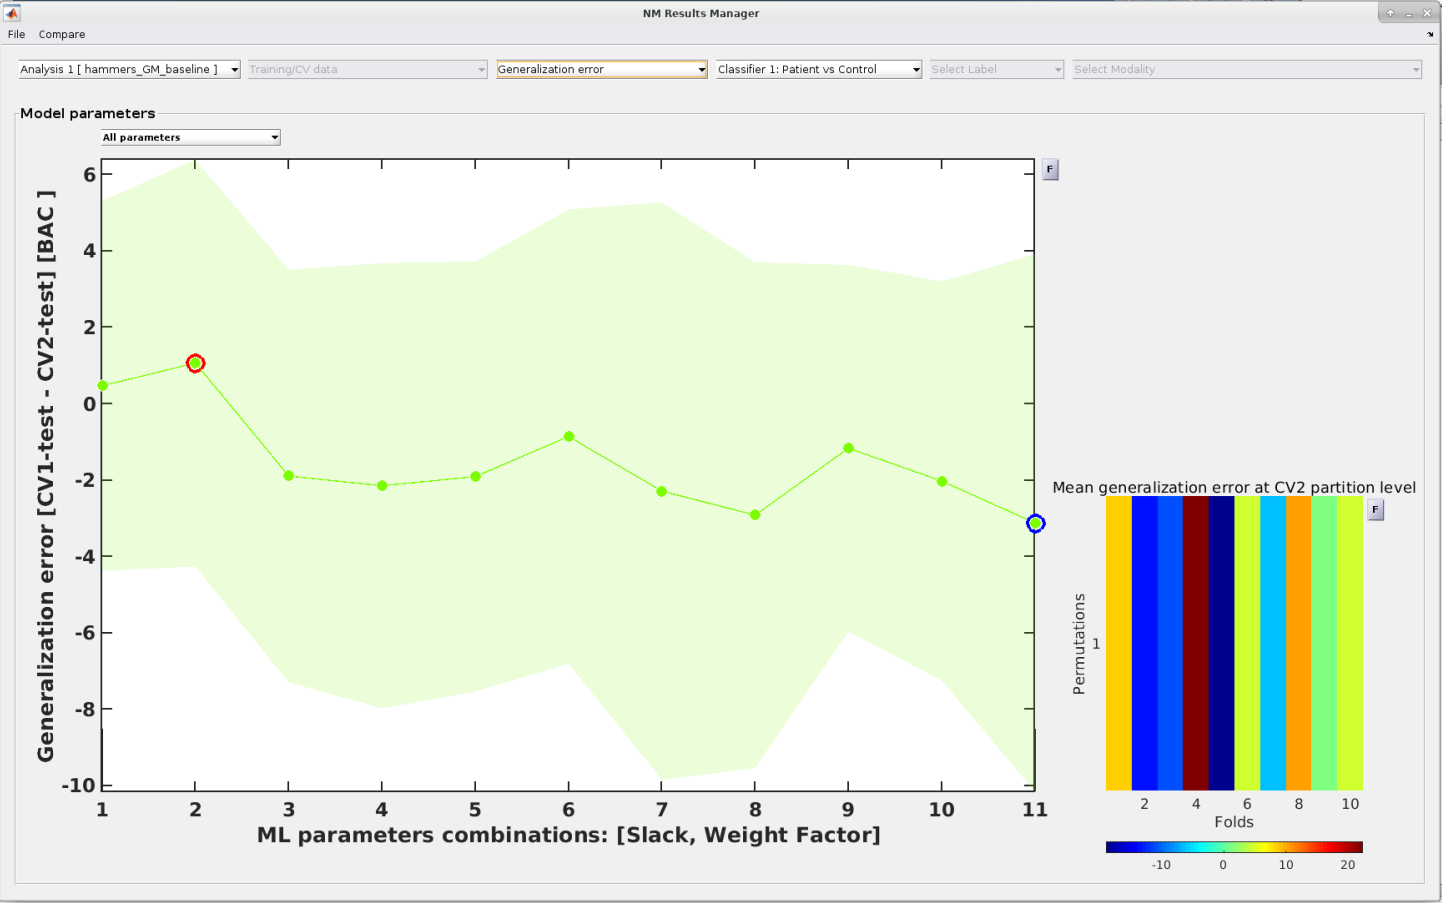 NM Results Manager
File Compare
Analysis 1 [ hammers_GM_baseline ] Training/CV data Generalization error Classifier 1: Patient vs Control Select Label Select Modality
Model parameters
All parameters
F
Generalization error [CV1-test - CV2-test] [BAC ]
6
4
2
0
-2
-4
-6
-8
-10
1 2 3 4 5 6 7 8 9 10 11
ML parameters combinations: [Slack, Weight Factor]
Mean generalization error at CV2 partition level
F
Permutations
1
2 4 6 8 10
Folds
-10 0 10 20